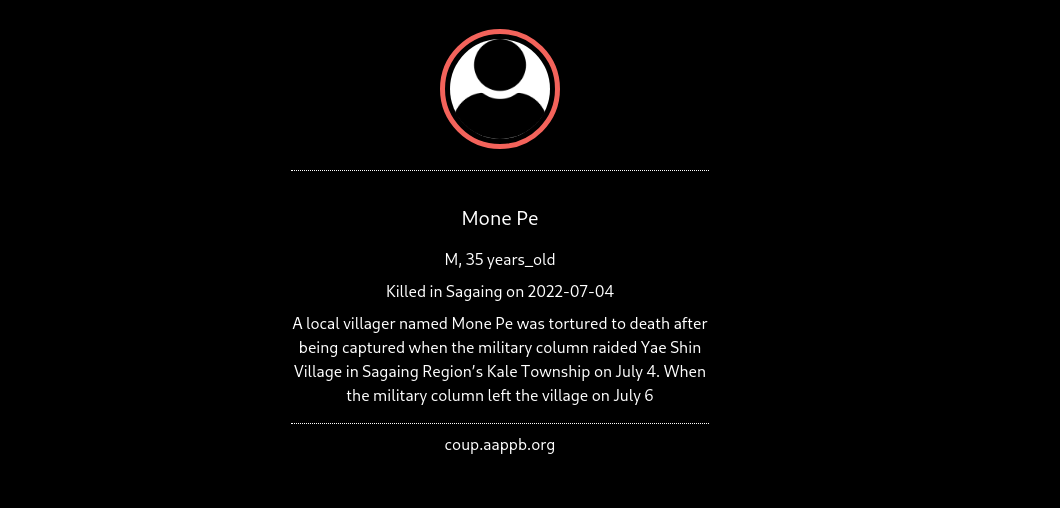 Mone Pe
M, 35 years_old
Killed in Sagaing on 2022-07-04
A local villager named Mone Pe was tortured to death after
being captured when the military column raided Yae Shin
Village in Sagaing Region’s Kale Township on July 4. When
the military column left the village on July 6
coup.aappb.org